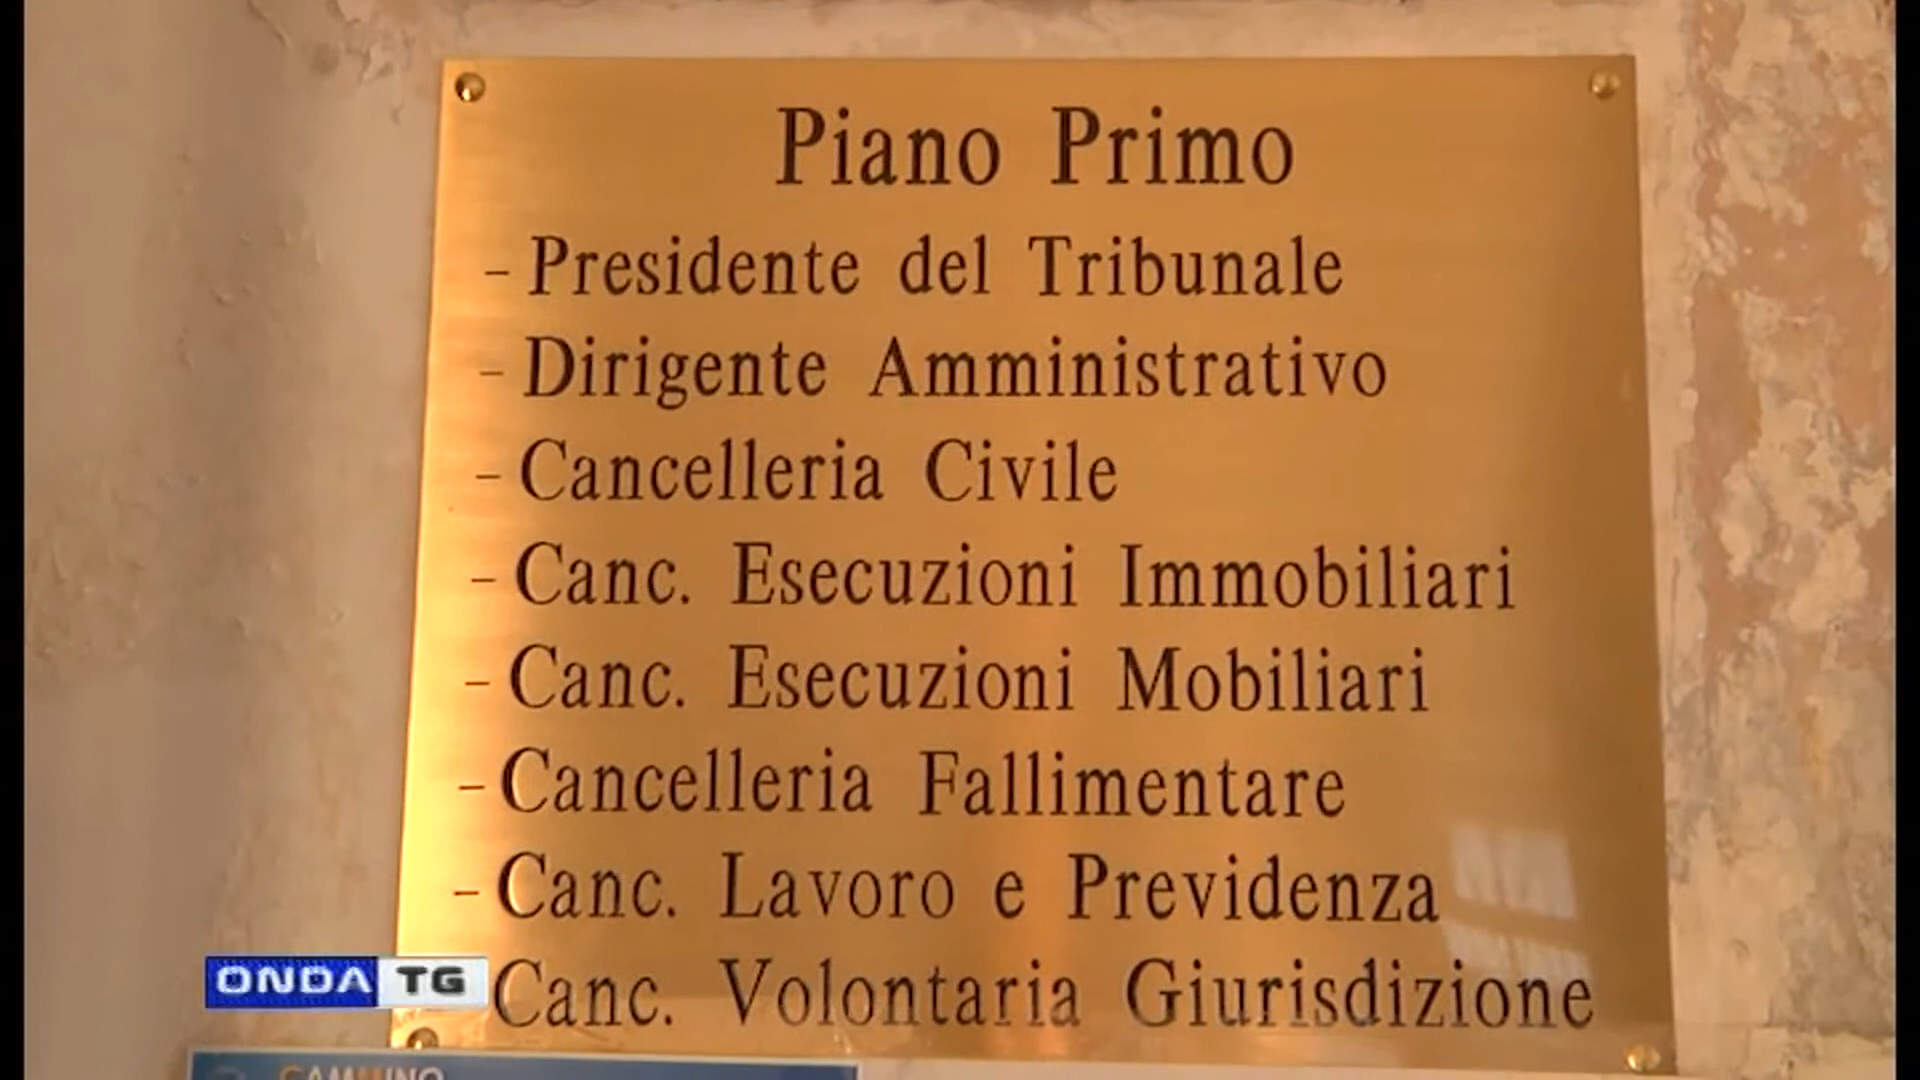 Piano Primo
- Presidente del Tribunale
- Dirigente Amministrativo
- Cancelleria Civile
- Canc. Esecuzioni Immobiliari
- Canc. Esecuzioni Mobiliari
- Cancelleria Fallimentare
- Canc. Lavoro e Previdenza
Canc. Volontaria Giurisdizione
ONDA TG